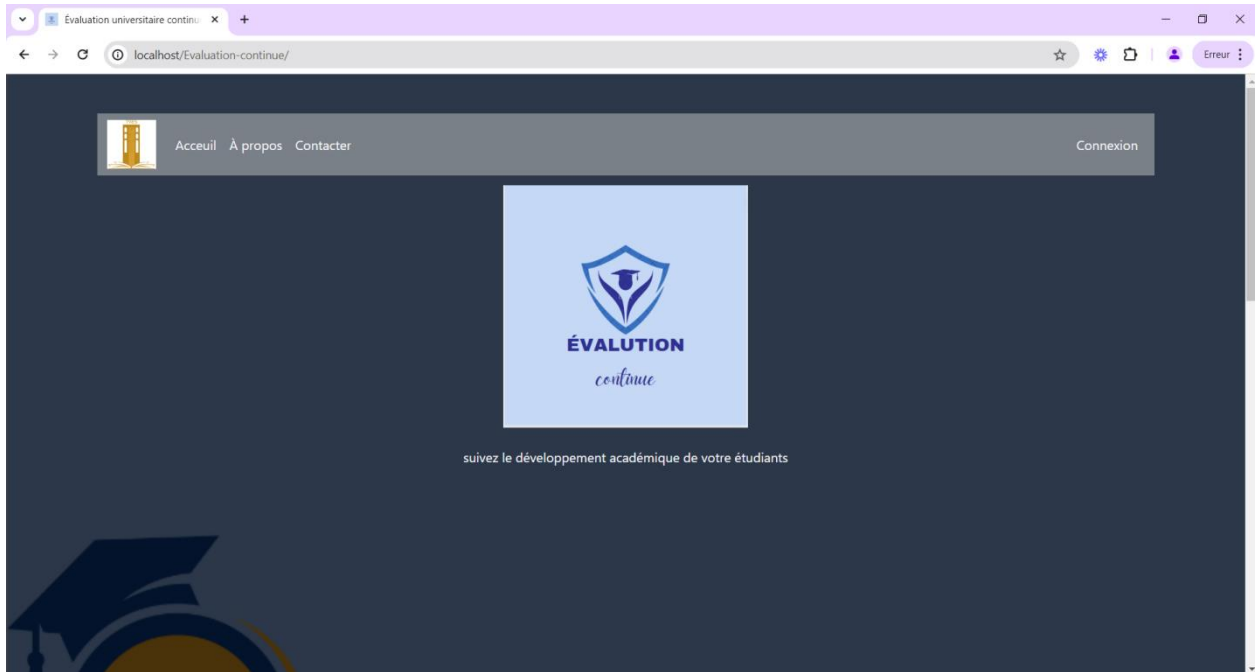 Évaluation universitaire continu
localhost/Evaluation-continue/
Erreur
Acceuil À propos Contacter
Connexion
ÉVALUTION
continue
suivez le développement académique de votre étudiants